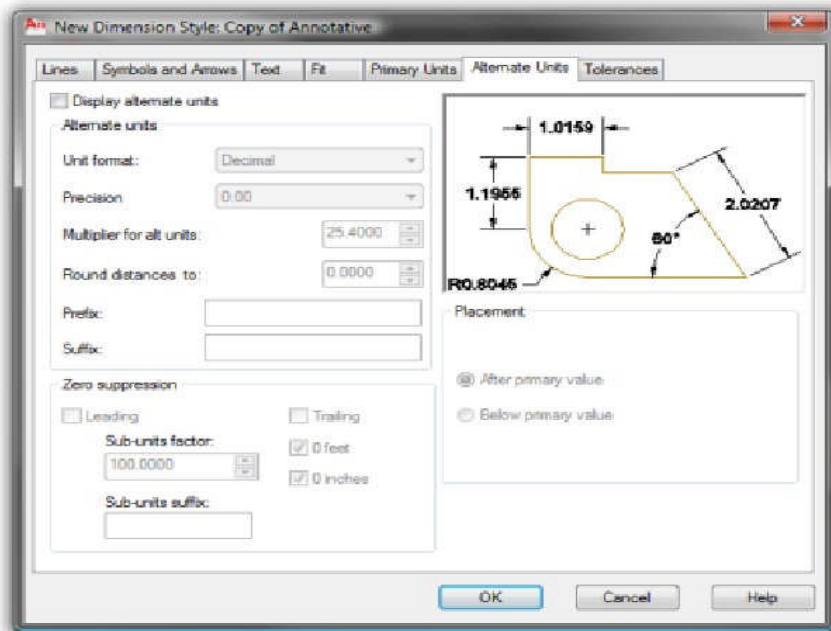 New Dimension Style: Copy of Annotative
Lines Symbols and Arrows Text Fit Primary Units Alternate Units Tolerances
Display alternate units
Alternate units
Unit format: Decimal
Precision 0.00
Multiplier for alt units: 25.4000
Round distances to: 0.0000
Prefix:
Suffix:
Zero suppression
Leading
Trailing
Sub-units factor:
0 feet
100.0000
0 inches
Sub-units suffix:
1.0159
1.1955
2.0207
60°
R0.8045
Placement
After primary value
Below primary value
OK Cancel Help